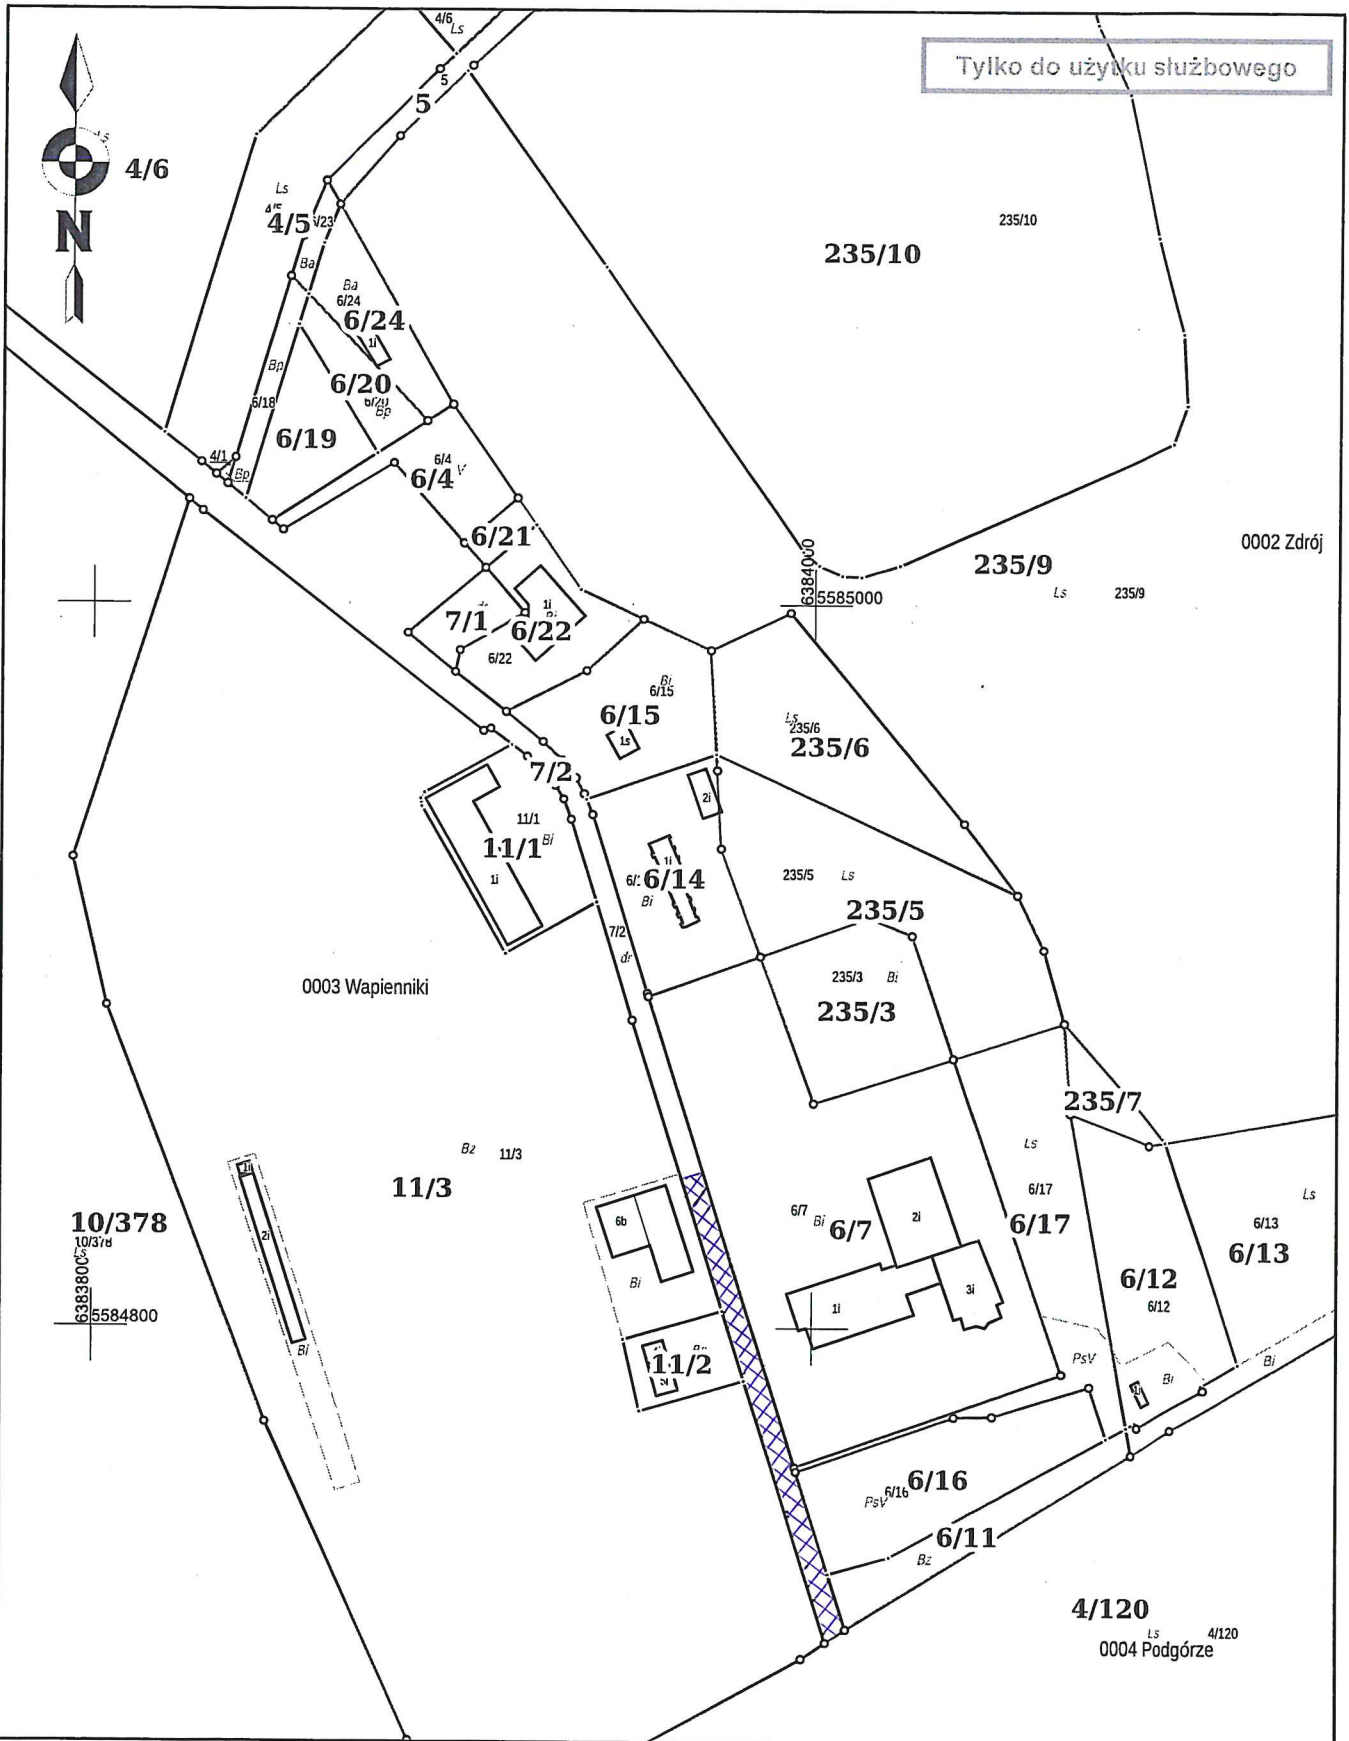 4/6
Ls
Tylko do użytku służbowego
5
5
Ls
4/6
Ls
4/5
235/10
235/10
Ba
Ba
6/24
6/24
1i
Bp
6/20
6/20
Bp
6/18
6/19
4/1
Bp
6/4
V
6/4
6/21
0002 Zdrój
6384000
5585000
235/9
Ls
235/9
1i
7/1
6/22
6/22
Bi
6/15
6/15
1s
Ls
235/6
235/6
7/2
2i
11/1
Bi
11/1
1i
1i
6/14
Bi
235/5
Ls
235/5
7/2
dr
235/3
Bi
235/3
0003 Wapienniki
235/7
Bz
11/3
11/3
Ls
6/17
6/17
Ls
6/13
6/13
10/378
10/378
Ls
1i
2i
Bi
6b
Bi
6/7
Bi
6/7
2i
3i
1i
6/12
6/12
6383800
5584800
11/2
PsV
Bi
1i
Bi
6/16
6/16
PsV
6/11
Bz
4/120
Ls
4/120
0004 Podgórze
N